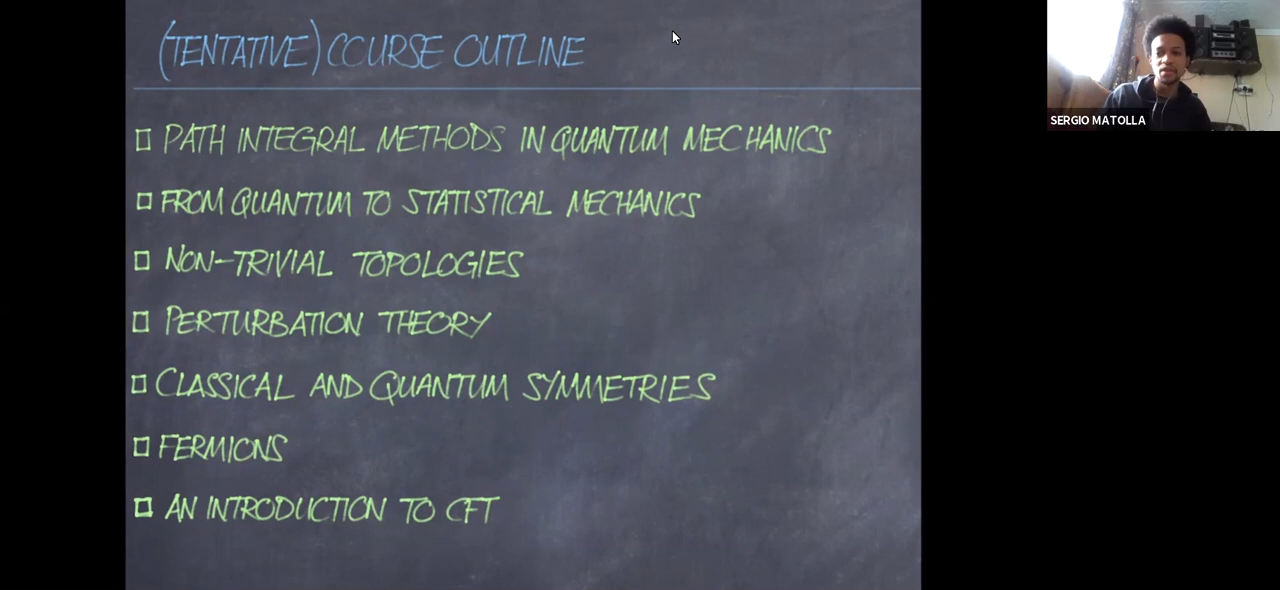 (TENTATIVE) COURSE OUTLINE
PATH INTEGRAL METHODS IN QUANTUM MECHANICS
FROM QUANTUM TO STATISTICAL MECHANICS
NON-TRIVIAL TOPOLOGIES
PERTURBATION THEORY
CLASSICAL AND QUANTUM SYMMETRIES
FERMIONS
AN INTRODUCTION TO CFT
SERGIO MATOLLA